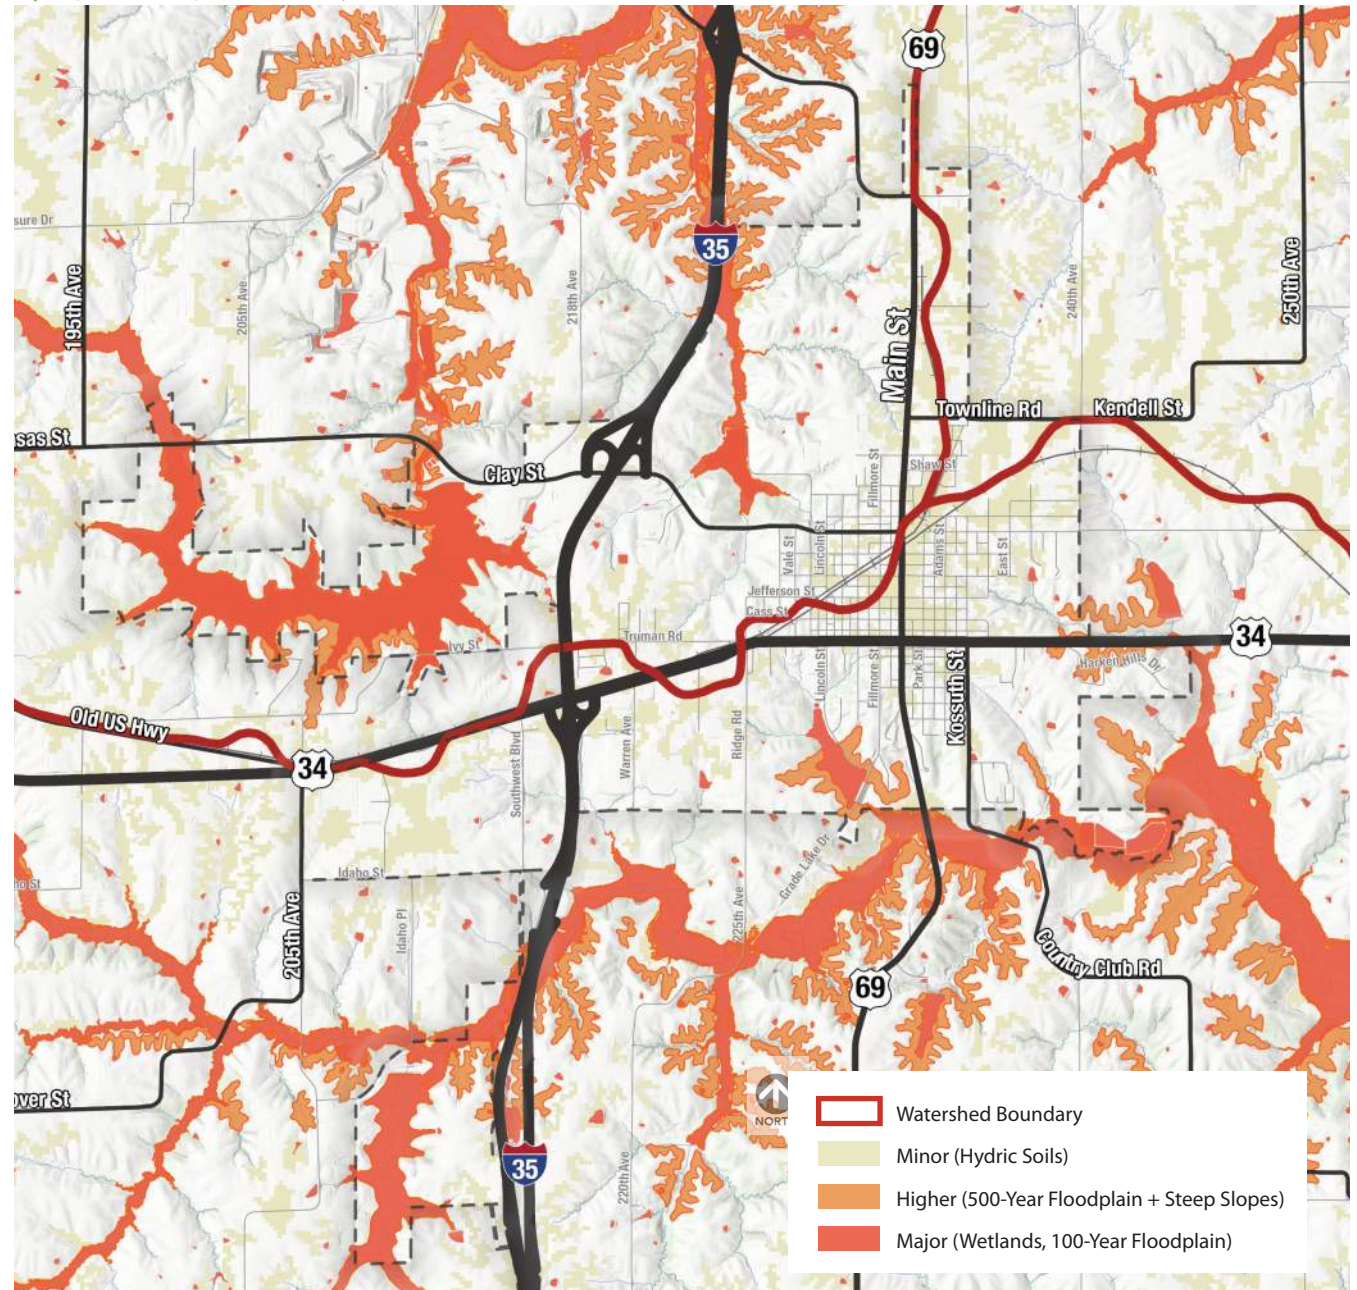 69
sure Dr
35
195th Ave
205th Ave
218th Ave
240th Ave
250th Ave
Main St
Townline Rd
Kendell St
sas St
Clay St
Fillmore St
Shaw St
Vale St
Lincoln St
Adams St
East St
Jefferson St
Cass St
Truman Rd
Ivy St
34
Harken Hills Dr
Lincoln St
Fillmore St
Park St
Kossuth St
Old US Hwy
34
Southwest Blvd
Warren Ave
Ridge Rd
Grade Lake Dr
Idaho St
ho St
205th Ave
Idaho Pl
225th Ave
Country Club Rd
69
over St
NORT
35
220th Ave
Watershed Boundary
Minor (Hydric Soils)
Higher (500-Year Floodplain + Steep Slopes)
Major (Wetlands, 100-Year Floodplain)